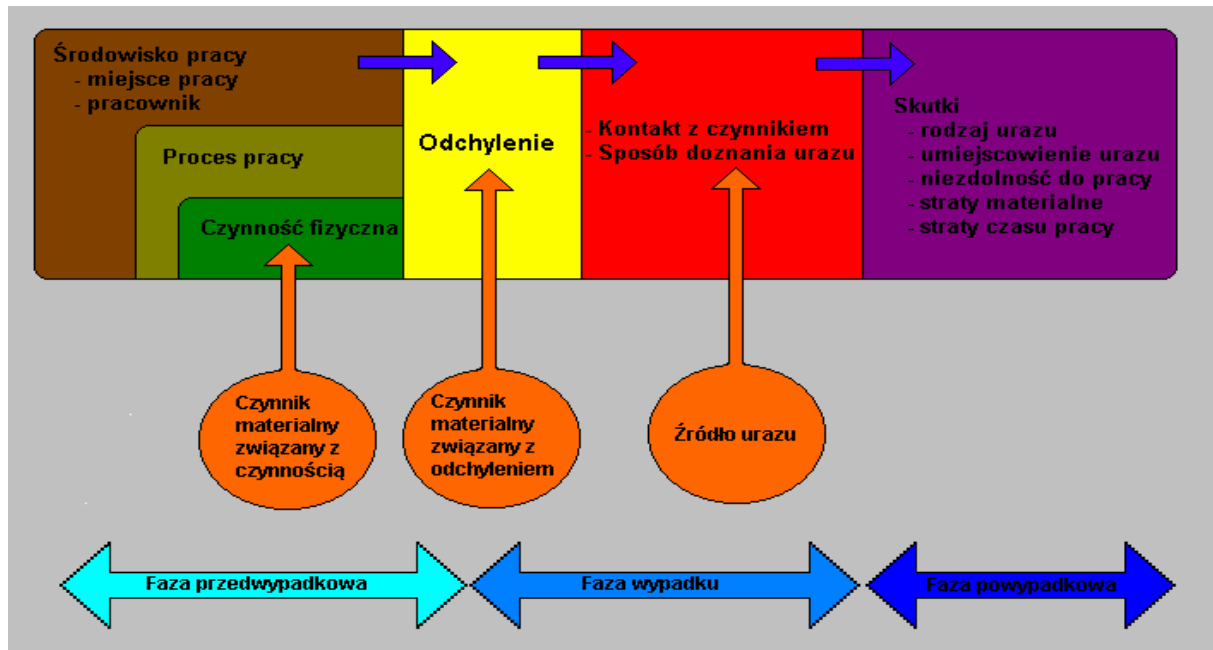 Środowisko pracy
- miejsce pracy
- pracownik
Proces pracy
Czynność fizyczna
Odchylenie
- Kontakt z czynnikiem
- Sposób doznania urazu
Skutki
- rodzaj urazu
- umiejscowienie urazu
- niezdolność do pracy
- straty materialne
- straty czasu pracy
Czynnik
materialny
związany z
czynnością
Czynnik
materialny
związany z
odchyleniem
Źródło urazu
Faza przedwypadkowa
Faza wypadku
Faza powypadkowa